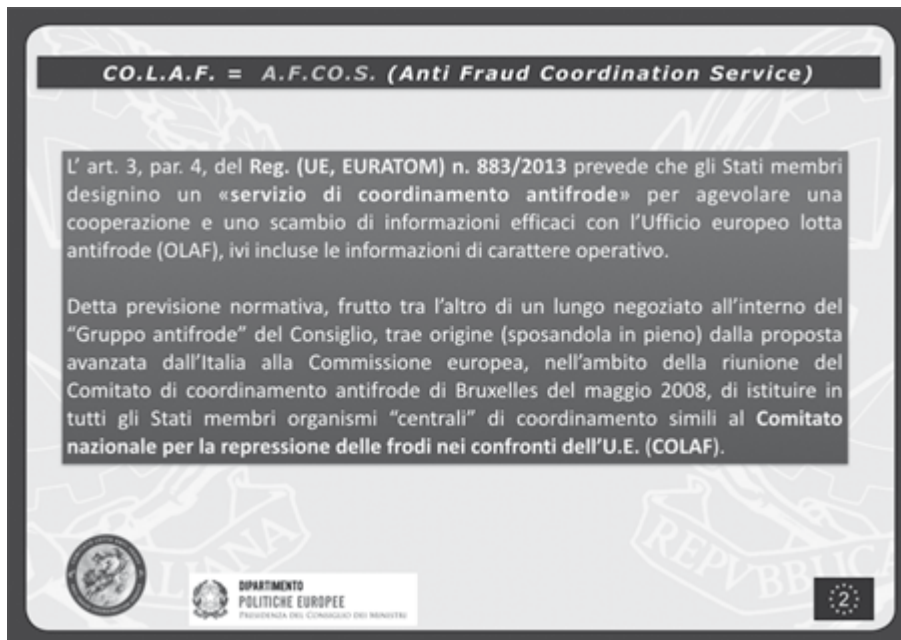 CO.L.A.F. = A.F.CO.S. (Anti Fraud Coordination Service)
L' art. 3, par. 4, del Reg. (UE, EURATOM) n. 883/2013 prevede che gli Stati membri
designino un «servizio di coordinamento antifrode» per agevolare una
cooperazione e uno scambio di informazioni efficaci con l'Ufficio europeo lotta
antifrode (OLAF), ivi incluse le informazioni di carattere operativo.
Detta previsione normativa, frutto tra l'altro di un lungo negoziato all'interno del
“Gruppo antifrode” del Consiglio, trae origine (sposandola in pieno) dalla proposta
avanzata dall'Italia alla Commissione europea, nell'ambito della riunione del
Comitato di coordinamento antifrode di Bruxelles del maggio 2008, di istituire in
tutti gli Stati membri organismi “centrali” di coordinamento simili al Comitato
nazionale per la repressione delle frodi nei confronti dell'U.E. (COLAF).
ALIANA
REPVBBLICA
DIPARTIMENTO
POLITICHE EUROPEE
PRESIDENZA DEL CONSIGLIO DEI MINISTRI
2